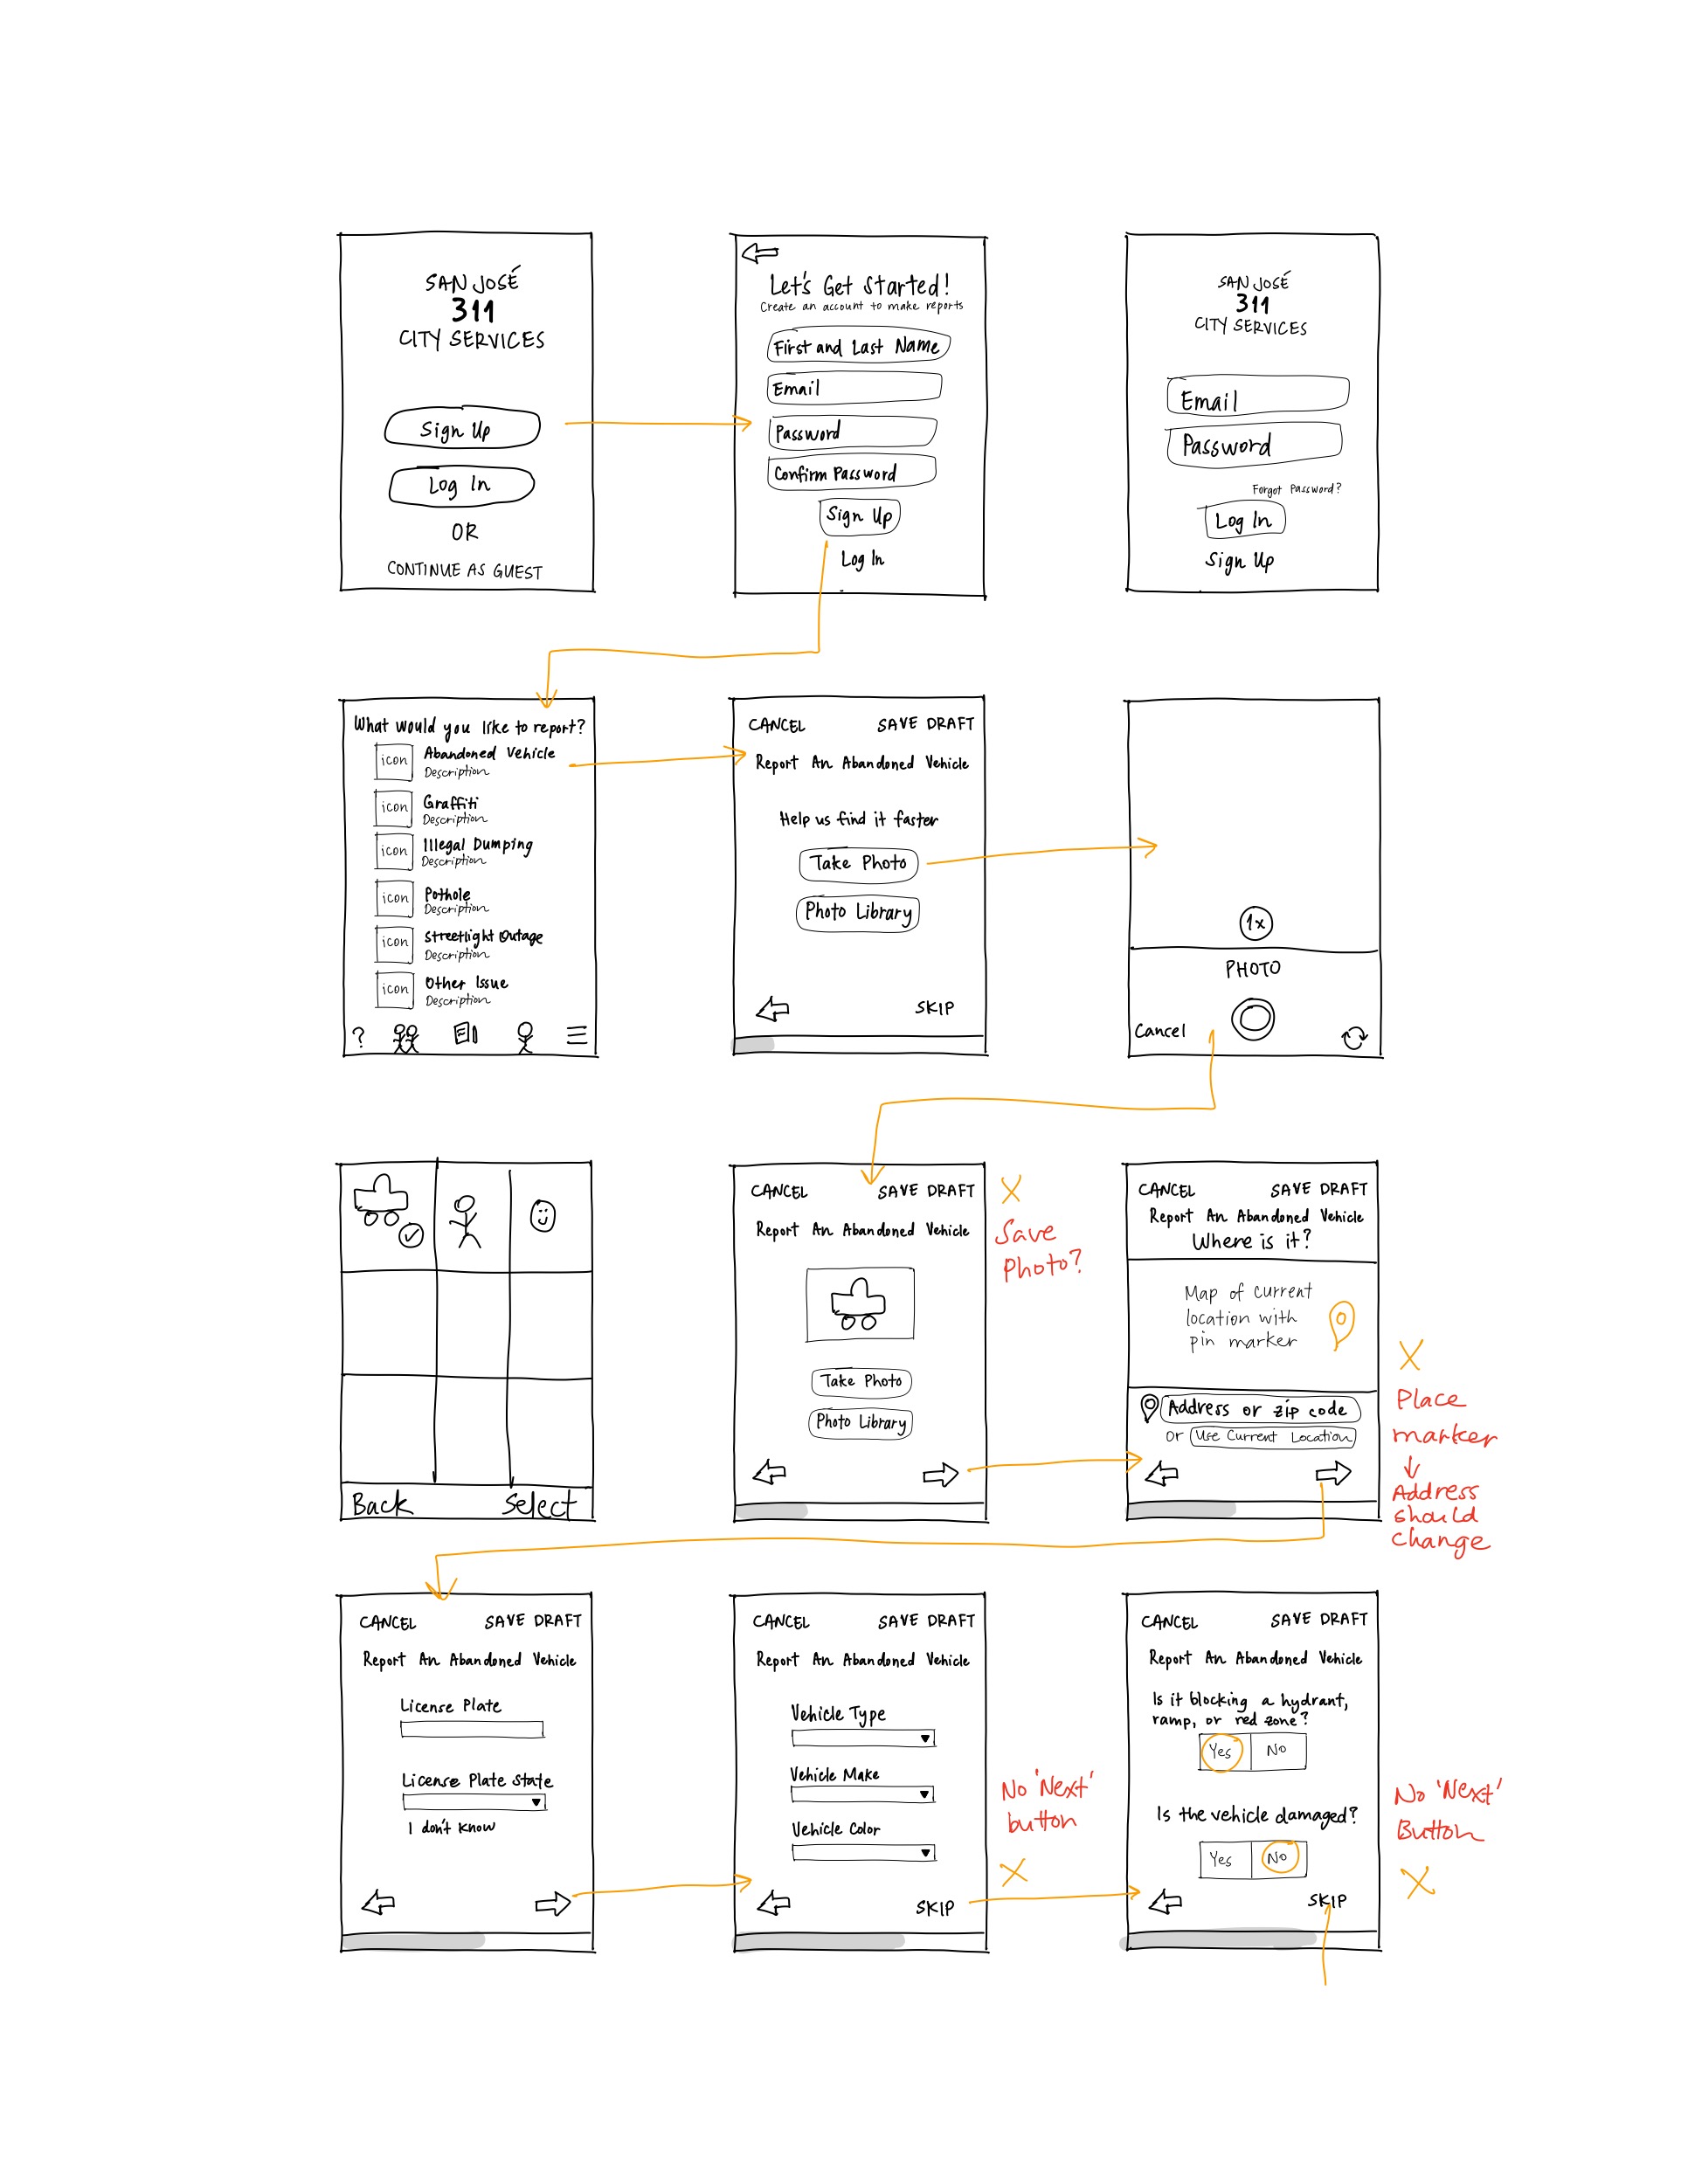 SAN JOSÉ
311
CITY SERVICES
Sign Up
Log In
OR
CONTINUE AS GUEST
Let's Get Started!
Create an account to make reports
First and Last Name
Email
Password
Confirm Password
Sign Up
Log In
SAN JOSÉ
311
CITY SERVICES
Email
Password
Forgot Password?
Log In
Sign Up
What would you like to report?
icon
Abandoned Vehicle
Description
icon
Graffiti
Description
icon
Illegal Dumping
Description
icon
Pothole
Description
icon
Streetlight Outage
Description
icon
Other Issue
Description
?
CANCEL
SAVE DRAFT
Report An Abandoned Vehicle
Help us find it faster
Take Photo
Photo Library
SKIP
1x
PHOTO
Cancel
Back
Select
CANCEL
SAVE DRAFT
Report An Abandoned Vehicle
Take Photo
Photo Library
X
Save
Photo?
CANCEL
SAVE DRAFT
Report An Abandoned Vehicle
Where is it?
Map of current
location with
pin marker
Address or zip code
or Use Current Location
X
Place
marker
Address
should
change
CANCEL
SAVE DRAFT
Report An Abandoned Vehicle
License Plate
License Plate State
I don't know
CANCEL
SAVE DRAFT
Report An Abandoned Vehicle
Vehicle Type
Vehicle Make
Vehicle Color
SKIP
No 'Next'
button
X
CANCEL
SAVE DRAFT
Report An Abandoned Vehicle
Is it blocking a hydrant,
ramp, or red zone?
Yes
No
Is the vehicle damaged?
Yes
No
SKIP
No 'Next'
Button
X